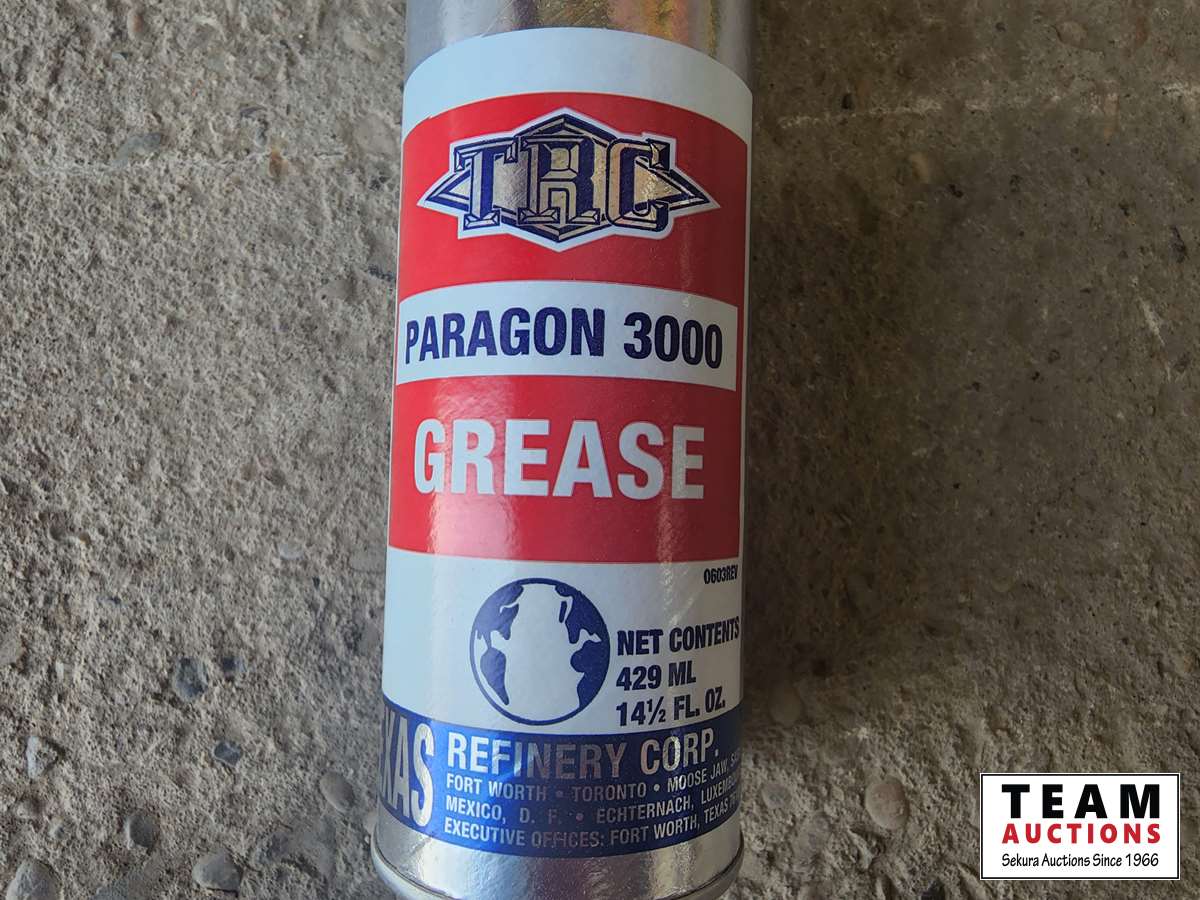 TRC
PARAGON 3000
GREASE
0603REV
NET CONTENTS
429 ML
14½ FL. OZ.
REFINERY CORP.
FORT WORTH • TORONTO • MOOSE JAW,
MEXICO, D. F. • ECHTERNACH,
EXECUTIVE OFFICES: FORT WORTH, TEXAS
TEAM
AUCTIONS
Sekura Auctions Since 1966